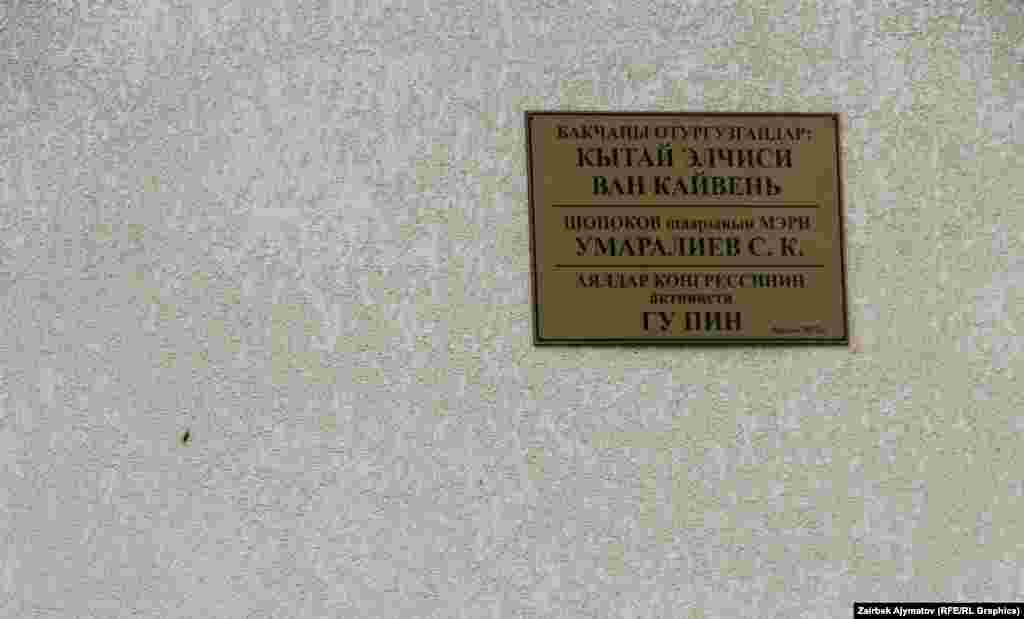 БАКЧАНЫ ОТУРГУЗГАНДАР:
КЫТАЙ ЭЛЧИСИ
ВАН КАЙВЕНЬ
ШОПОКОВ шаарынын МЭРИ
УМАРАЛИЕВ С. К.
АЯЛДАР КОНГРЕССИНИН
активисти
ГУ ПИН
Zairbek Ajymatov (RFE/RL Graphics)